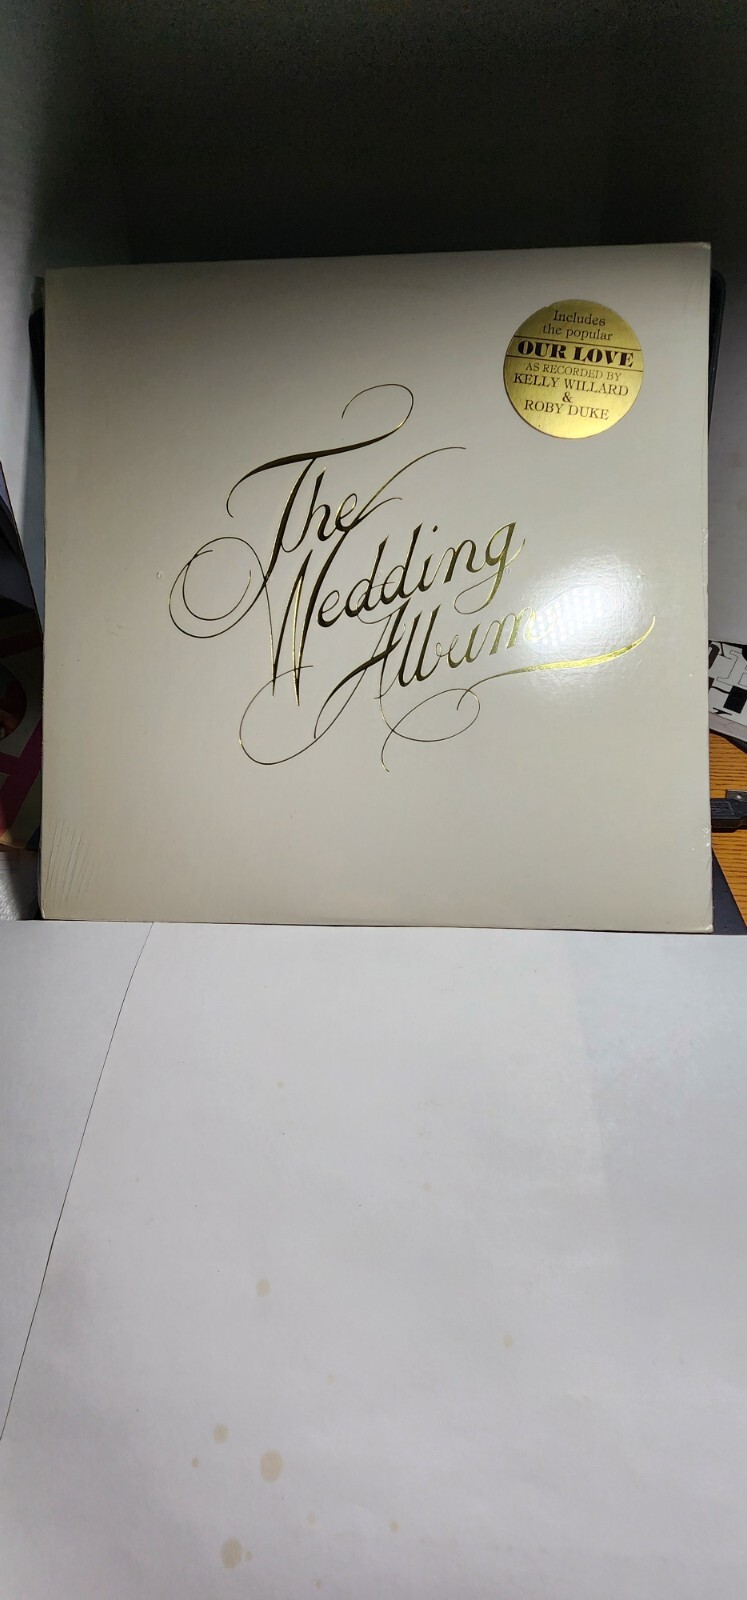 Includes
the popular
OUR LOVE
AS RECORDED BY
KELLY WILLARD
&
ROBY DUKE
The
Wedding
Album